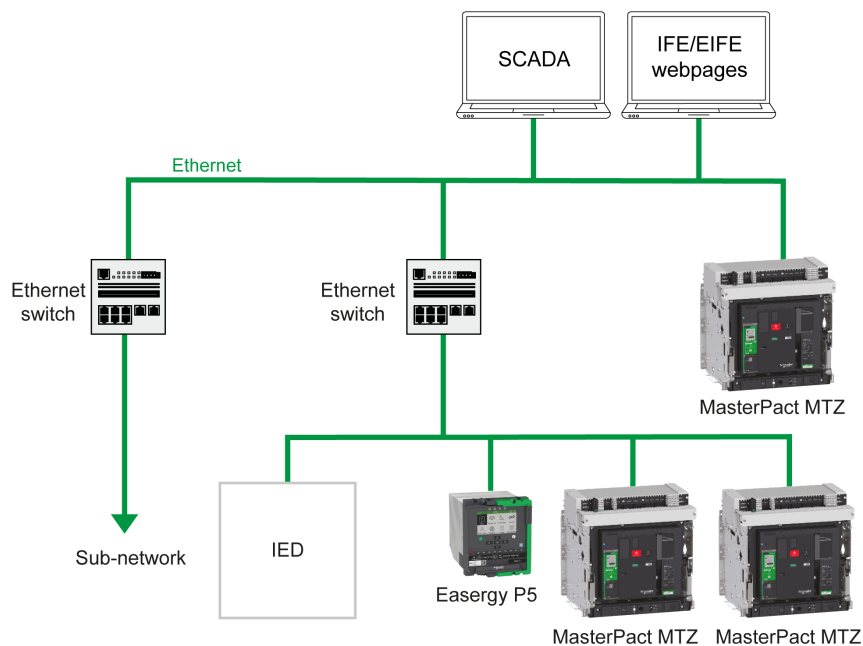 SCADA
IFE/EIFE
webpages
Ethernet
Ethernet
switch
Ethernet
switch
MasterPact MTZ
Sub-network
IED
Easergy P5
MasterPact MTZ
MasterPact MTZ